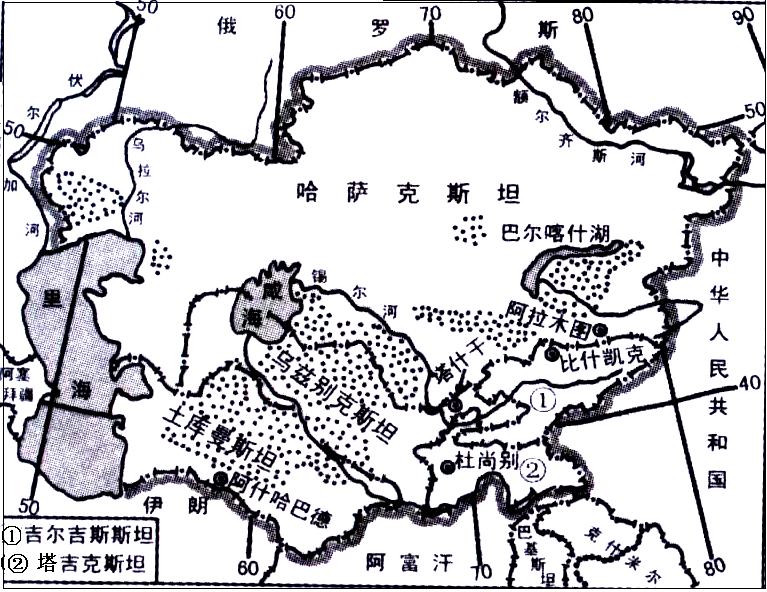 50
60
70
80
90
俄 罗 斯
伏尔加河
50
乌拉尔河
额尔齐斯河
50
哈萨克斯坦
巴尔喀什湖
中华人民共和国
里海
咸海
锡尔河
阿拉木图
比什凯克
塔什干
阿塞
拜疆
乌兹别克斯坦
①
40
土库曼斯坦
杜尚别
②
阿什哈巴德
50
伊朗
①吉尔吉斯斯坦
②塔吉克斯坦
60
阿富汗
70
巴基斯坦
克什米尔
80